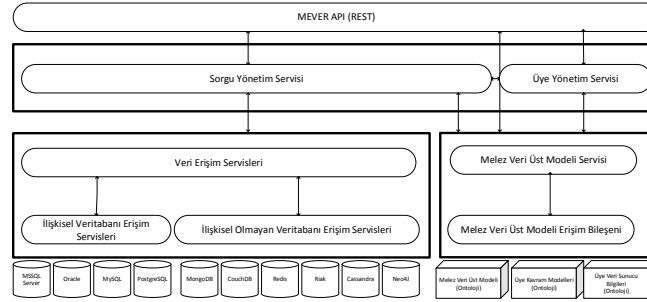 MEVER API (REST)
Sorgu Yönetim Servisi
Üye Yönetim Servisi
Veri Erişim Servisleri
Melez Veri Üst Modeli Servisi
İlişkisel Veritabanı Erişim
Servisleri
İlişkisel Olmayan Veritabanı Erişim Servisleri
Melez Veri Üst Modeli Erişim Bileşeni
MSSQL
Server
Oracle
MySQL
PostgreSQL
MongoDB
CouchDB
Redis
Riak
Cassandra
Neo4J
Melez Veri Üst Modeli
(Ontoloji)
Üye Kavram Modelleri
(Ontoloji)
Üye Veri Sunucu
Bilgileri
(Ontoloji)